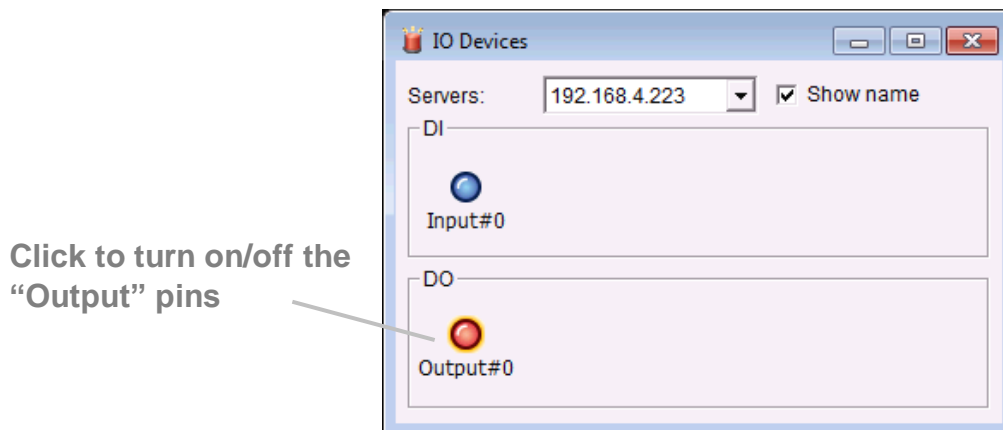 IO Devices
Servers: 192.168.4.223 Show name
DI
Input#0
Click to turn on/off the
“Output” pins
DO
Output#0